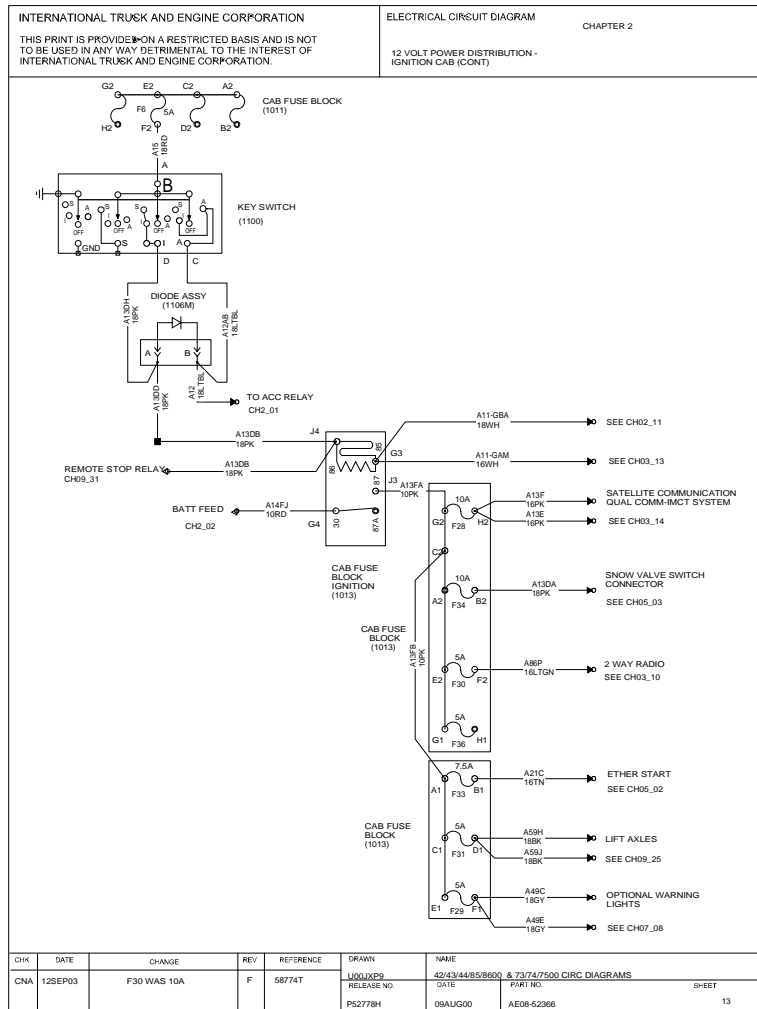 INTERNATIONAL TRUCK AND ENGINE CORPORATION
THIS PRINT IS PROVIDED ON A RESTRICTED BASIS AND IS NOT
TO BE USED IN ANY WAY DETRIMENTAL TO THE INTEREST OF
INTERNATIONAL TRUCK AND ENGINE CORPORATION.
ELECTRICAL CIRCUIT DIAGRAM
CHAPTER 2
12 VOLT POWER DISTRIBUTION -
IGNITION CAB (CONT)
G2 E2 C2 A2
F6 5A
H2 F2 D2 B2
CAB FUSE BLOCK
(1011)
A15
18RD
A
B
S A S S S A
I I A I A I
OFF OFF OFF OFF
GND S I A
KEY SWITCH
(1100)
D C
A13DH
18PK
DIODE ASSY
(1106M)
A12AB
18LTBL
A B
A13DD
18PK
A12
18LTBL
TO ACC RELAY
CH2_01
A13DB
18PK
J4
85
G3
A11-GBA
18WH
SEE CH02_11
A11-GAM
16WH
SEE CH03_13
REMOTE STOP RELAY
CH09_31
A13DB
18PK
86
87
J3
A13FA
10PK
BATT FEED
CH2_02
A14FJ
10RD
G4
30
87A
CAB FUSE
BLOCK
IGNITION
(1013)
10A
G2 F28 H2
A13F
16PK
SATELLITE COMMUNICATION
QUAL COMM-IMCT SYSTEM
A13E
16PK
SEE CH03_14
C2
10A
A2 F34 B2
A13DA
18PK
SNOW VALVE SWITCH
CONNECTOR
SEE CH05_03
CAB FUSE
BLOCK
(1013)
A13FB
10PK
5A
E2 F30 F2
A86P
16LTGN
2 WAY RADIO
SEE CH03_10
5A
G1 F36 H1
7.5A
A1 F33 B1
A21C
16TN
ETHER START
SEE CH05_02
CAB FUSE
BLOCK
(1013)
5A
C1 F31 D1
A59H
18BK
LIFT AXLES
A59J
18BK
SEE CH09_25
5A
E1 F29 F1
A49C
18GY
OPTIONAL WARNING
LIGHTS
A49E
18GY
SEE CH07_08
CHK DATE CHANGE REV REFERENCE DRAWN NAME
CNA 12SEP03 F30 WAS 10A F 58774T U00JXP9 42/43/44/85/8600 & 73/74/7500 CIRC DIAGRAMS
RELEASE NO. DATE PART NO. SHEET
P52778H 09AUG00 AE08-52366 13